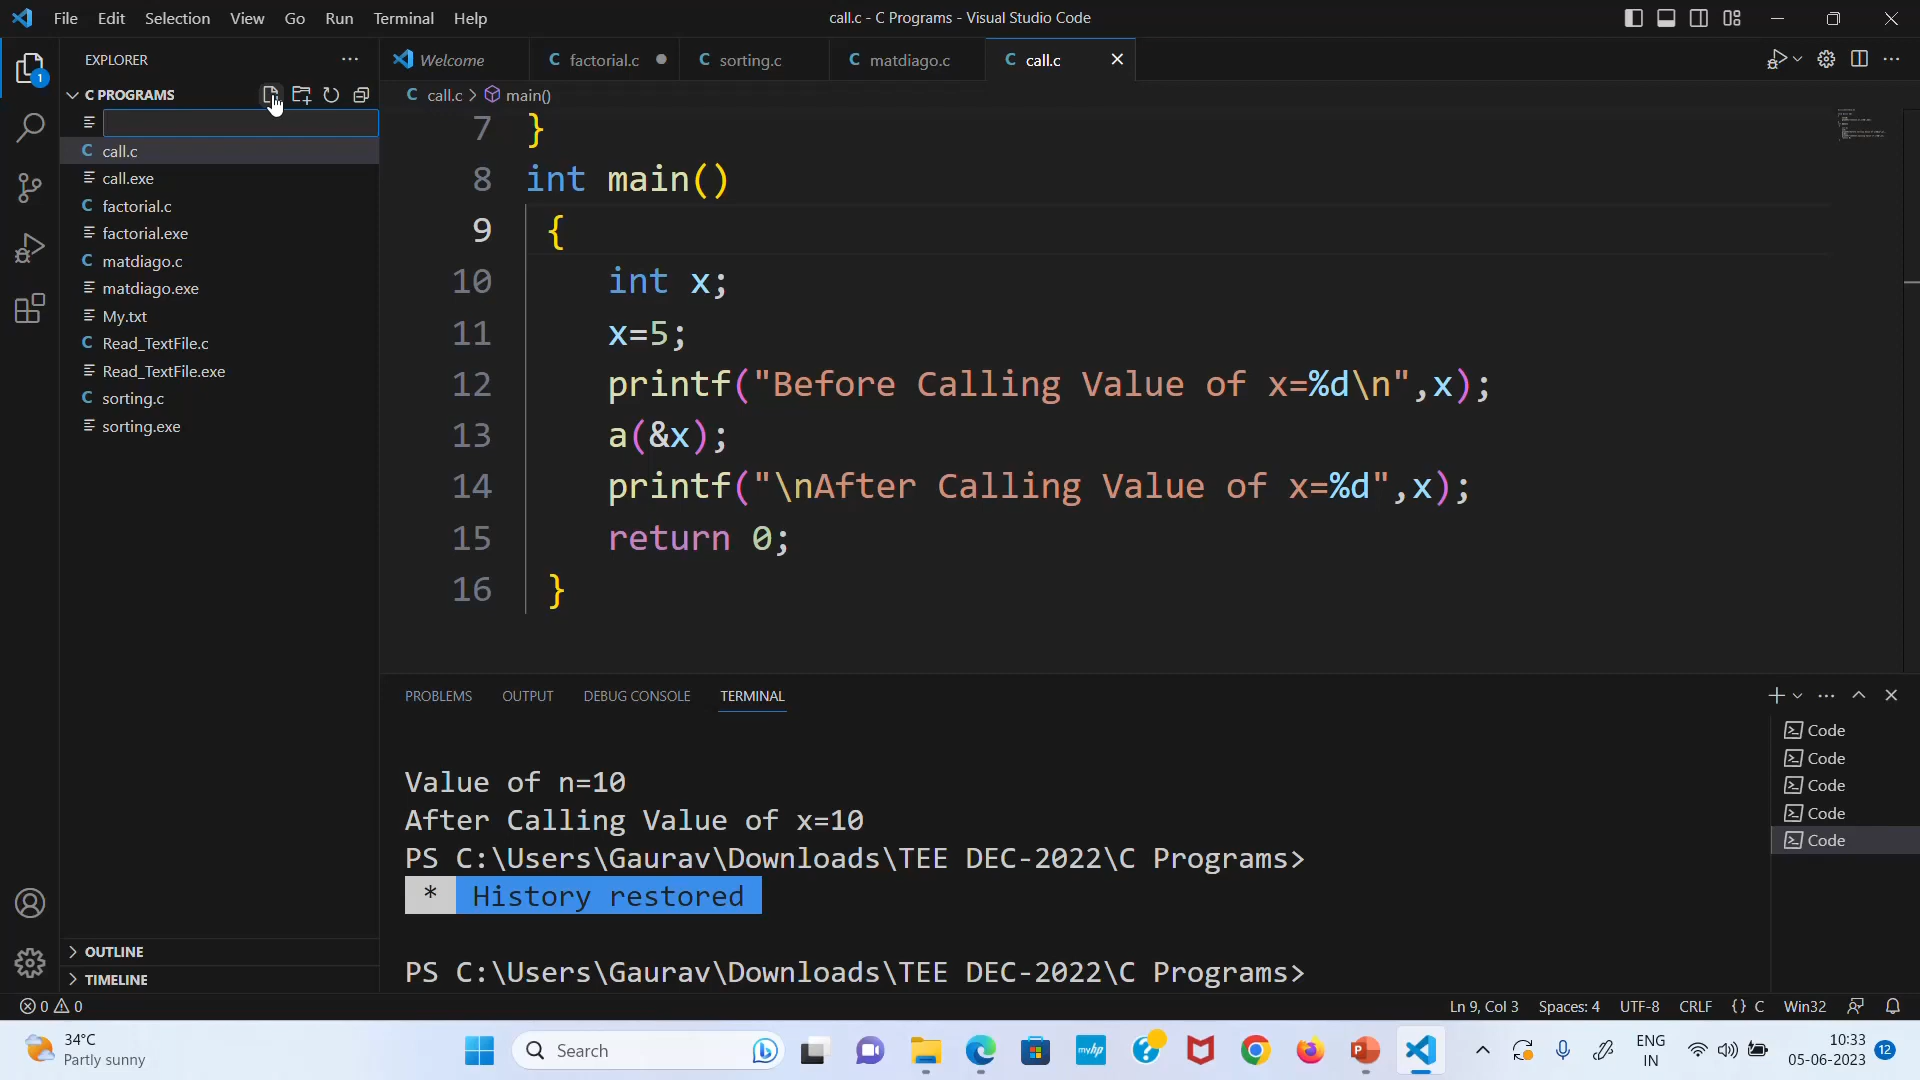 File Edit Selection View Go Run Terminal Help
call.c - C Programs - Visual Studio Code
EXPLORER
C PROGRAMS
call.c
call.exe
factorial.c
factorial.exe
matdiago.c
matdiago.exe
My.txt
Read_TextFile.c
Read_TextFile.exe
sorting.c
sorting.exe
OUTLINE
TIMELINE
Welcome factorial.c sorting.c matdiago.c call.c
call.c > main()
7 }
8 int main()
9 {
10 int x;
11 x=5;
12 printf("Before Calling Value of x=%d\n",x);
13 a(&x);
14 printf("\nAfter Calling Value of x=%d",x);
15 return 0;
16 }
PROBLEMS OUTPUT DEBUG CONSOLE TERMINAL
Value of n=10
After Calling Value of x=10
PS C:\Users\Gaurav\Downloads\TEE DEC-2022\C Programs>
* History restored
PS C:\Users\Gaurav\Downloads\TEE DEC-2022\C Programs>
Code
Code
Code
Code
Code
0 0
Ln 9, Col 3 Spaces: 4 UTF-8 CRLF {} C Win32
34°C
Partly sunny
Search
myhp
ENG
IN
10:33
05-06-2023
12
1